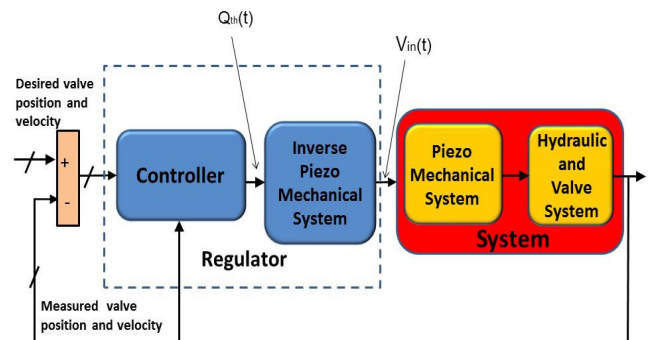 Qth(t)
Vin(t)
Desired valve
position and
velocity
+
-
Controller
Inverse
Piezo
Mechanical
System
Regulator
Piezo
Mechanical
System
Hydraulic
and
Valve
System
System
Measured valve
position and velocity